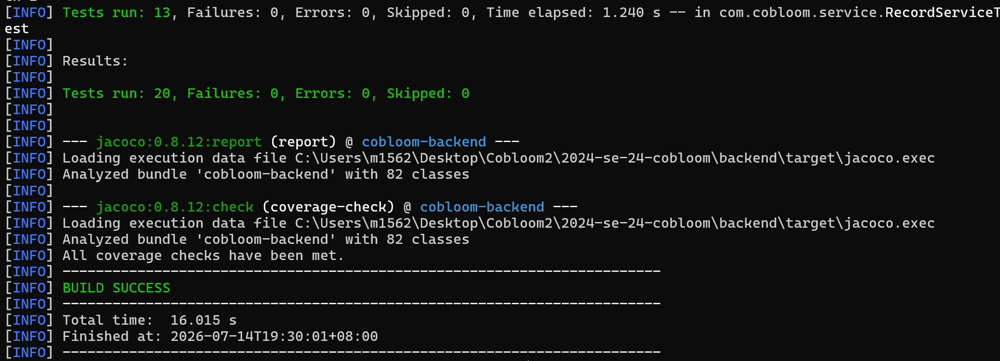 [INFO] Tests run: 13, Failures: 0, Errors: 0, Skipped: 0, Time elapsed: 1.240 s -- in com.cobloom.service.RecordServiceT
est
[INFO]
[INFO] Results:
[INFO]
[INFO] Tests run: 20, Failures: 0, Errors: 0, Skipped: 0
[INFO]
[INFO]
[INFO] --- jacoco:0.8.12:report (report) @ cobloom-backend ---
[INFO] Loading execution data file C:\Users\m1562\Desktop\Cobloom2\2024-se-24-cobloom\backend\target\jacoco.exec
[INFO] Analyzed bundle 'cobloom-backend' with 82 classes
[INFO]
[INFO] --- jacoco:0.8.12:check (coverage-check) @ cobloom-backend ---
[INFO] Loading execution data file C:\Users\m1562\Desktop\Cobloom2\2024-se-24-cobloom\backend\target\jacoco.exec
[INFO] Analyzed bundle 'cobloom-backend' with 82 classes
[INFO] All coverage checks have been met.
[INFO] ------------------------------------------------------------------------
[INFO] BUILD SUCCESS
[INFO] ------------------------------------------------------------------------
[INFO] Total time:  16.015 s
[INFO] Finished at: 2026-07-14T19:30:01+08:00
[INFO] ------------------------------------------------------------------------